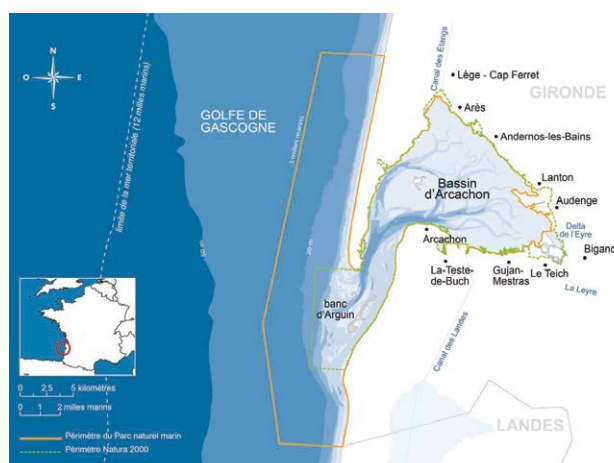 N
O
E
S
limite de la mer territoriale (12 milles marins)
GOLFE DE
GASCOGNE
3 milles marins
50 m
20 m
Canal des Étangs
Lège - Cap Ferret
GIRONDE
Arès
Andernos-les-Bains
Lanton
Bassin
d'Arcachon
Audenge
Delta
de l'Eyre
Arcachon
Biganos
La-Teste-
de-Buch
Gujan-
Mestras
Le Teich
La Leyre
banc
d'Arguin
Canal des Landes
LANDES
0 2,5 5 kilomètres
0 1 2 milles marins
Périmètre du Parc naturel marin
Périmètre Natura 2000